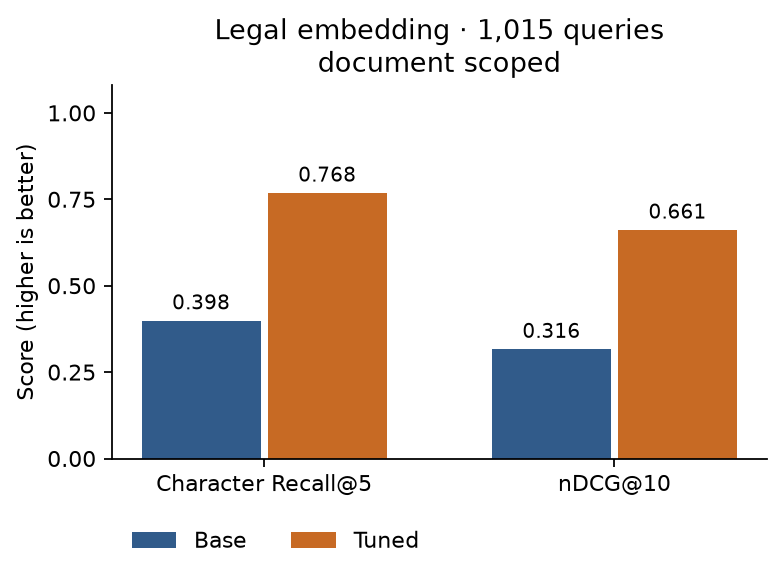 Legal embedding · 1,015 queries
document scoped
Score (higher is better)
1.00
0.75
0.50
0.25
0.00
0.398
0.768
0.316
0.661
Character Recall@5
nDCG@10
Base
Tuned